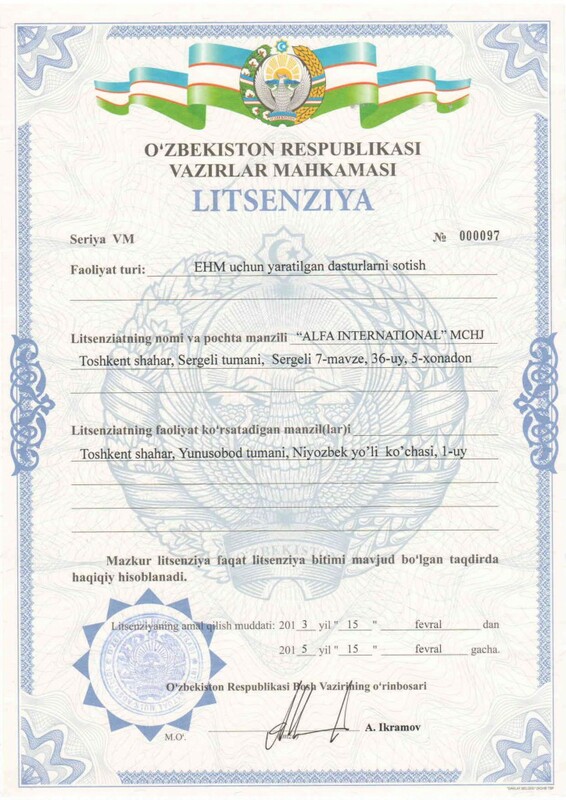 O‘ZBEKISTON RESPUBLIKASI
VAZIRLAR MAHKAMASI
LITSENZIYA
Seriya VM № 000097
Faoliyat turi: EHM uchun yaratilgan dasturlarni sotish
Litsenziatning nomi va pochta manzili “ALFA INTERNATIONAL” MCHJ
Toshkent shahar, Sergeli tumani, Sergeli 7-mavze, 36-uy, 5-xonadon
Litsenziatning faoliyat ko‘rsatadigan manzil(lar)i
Toshkent shahar, Yunusobod tumani, Niyozbek yo’li ko’chasi, 1-uy
Mazkur litsenziya faqat litsenziya bitimi mavjud bo‘lgan taqdirda
haqiqiy hisoblanadi.
Litsenziyaning amal qilish muddati: 2013 yil " 15 " fevral dan
2015 yil " 15 " fevral gacha.
O‘zbekiston Respublikasi Bosh Vazirining o‘rinbosari
M.O‘. A. Ikramov